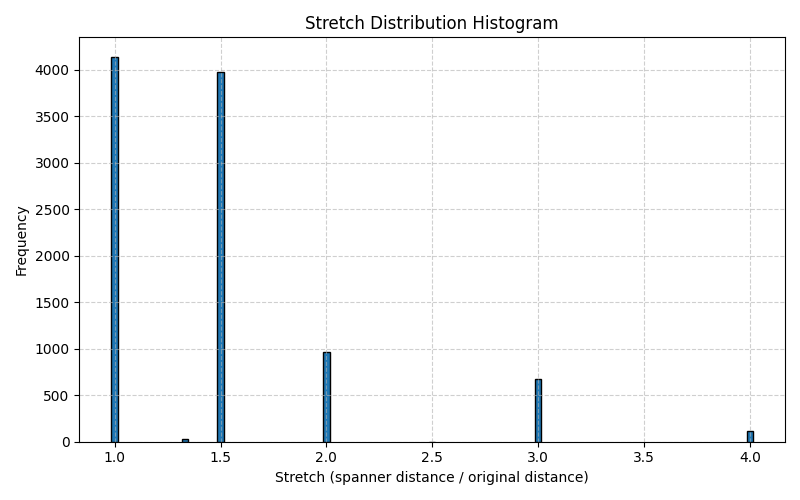 Stretch Distribution Histogram
4000
3500
3000
2500
2000
1500
1000
500
0
Frequency
1.0 1.5 2.0 2.5 3.0 3.5 4.0
Stretch (spanner distance / original distance)